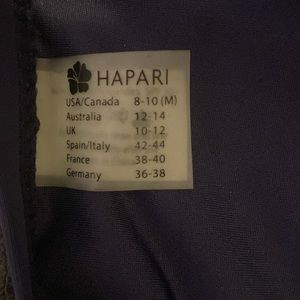 HAPARI
USA/Canada 8-10 (M)
Australia 12-14
UK 10-12
Spain/Italy 42-44
France 38-40
Germany 36-38